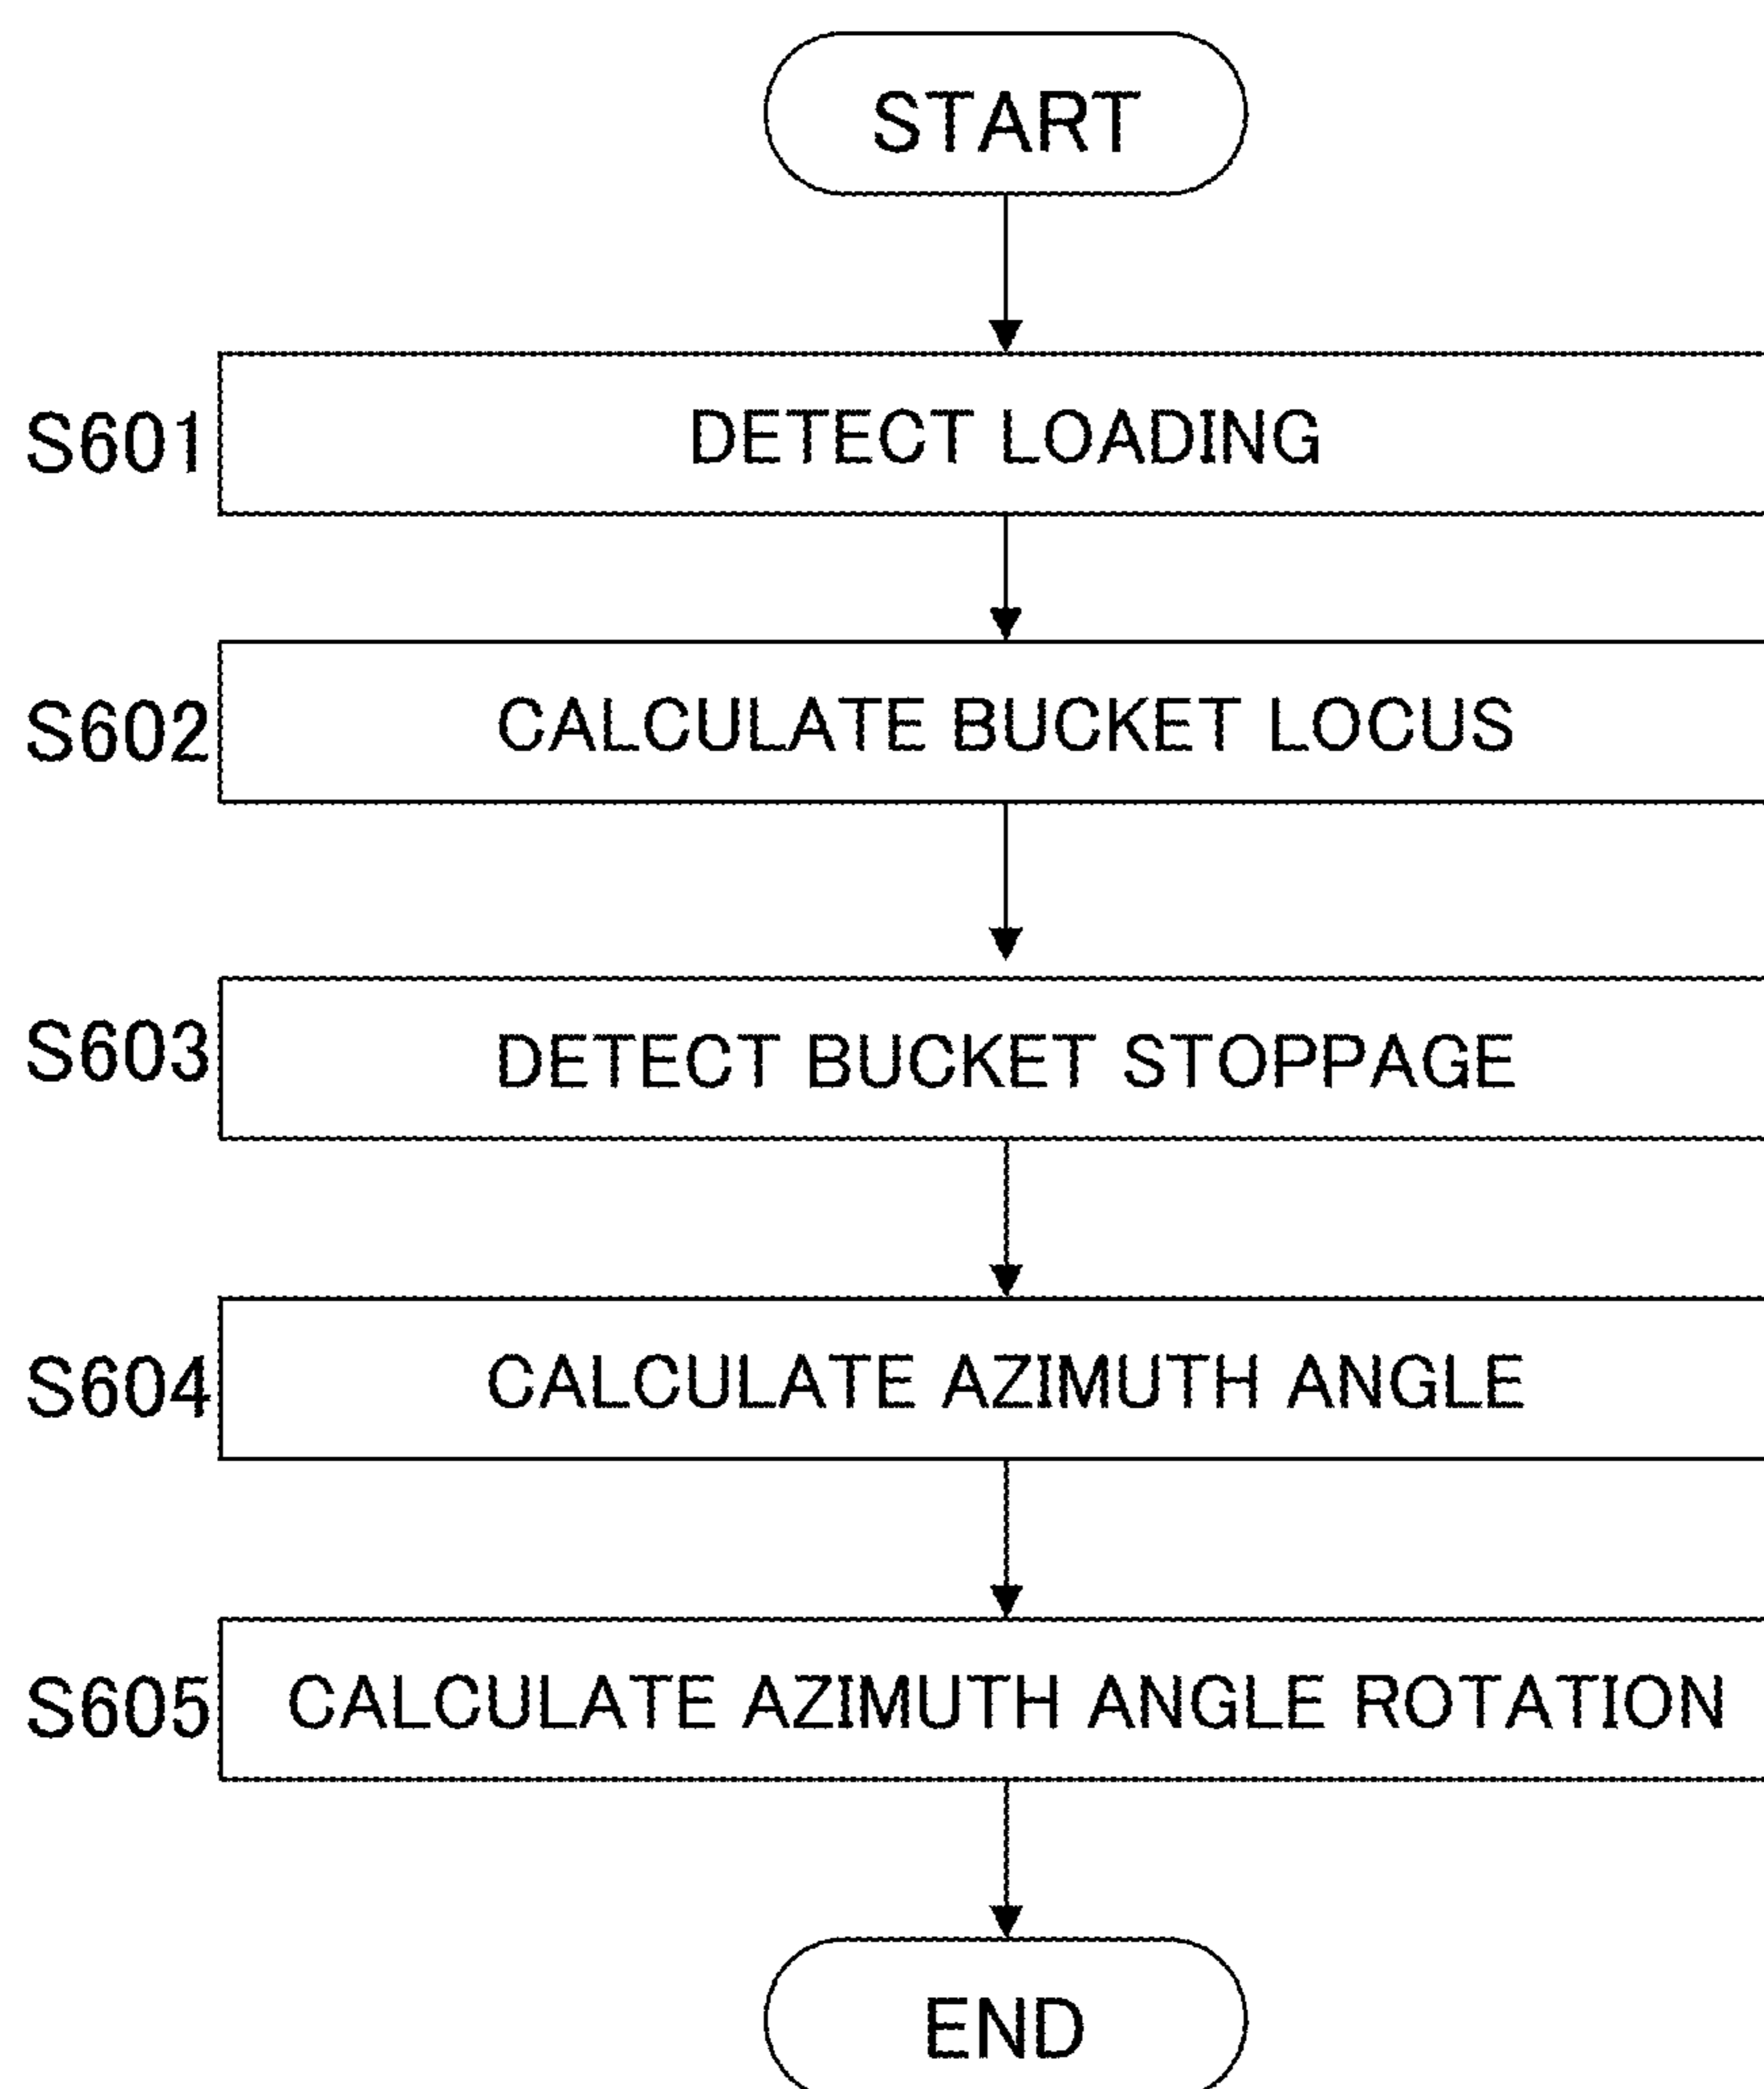 START
S601 DETECT LOADING
S602 CALCULATE BUCKET LOCUS
S603 DETECT BUCKET STOPPAGE
S604 CALCULATE AZIMUTH ANGLE
S605 CALCULATE AZIMUTH ANGLE ROTATION
END